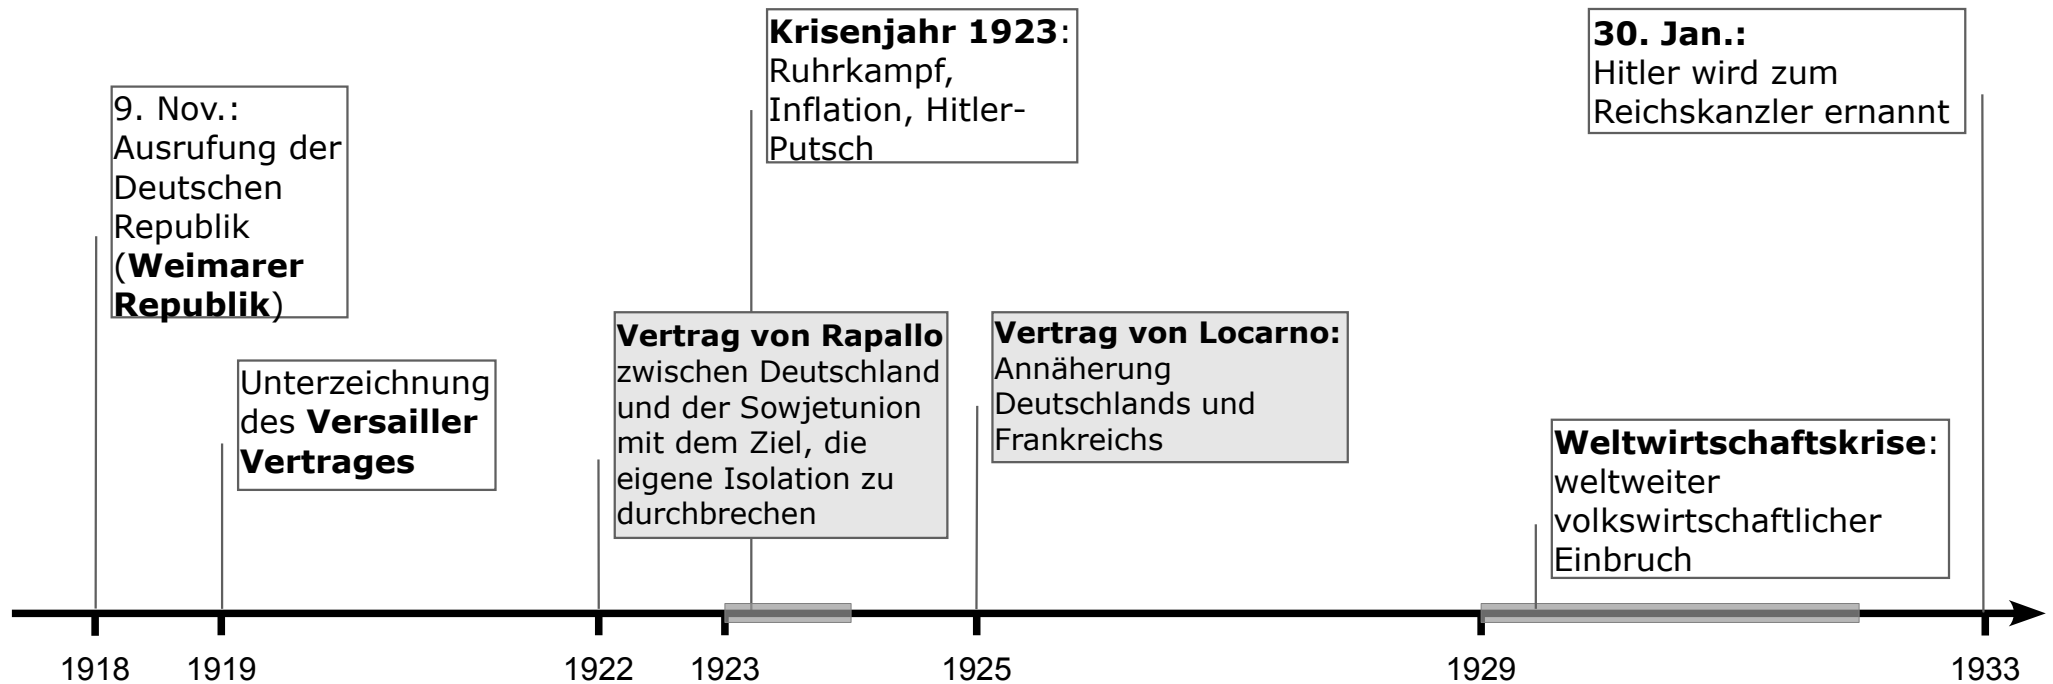 9. Nov.:
Ausrufung der
Deutschen
Republik
(Weimarer
Republik)
Unterzeichnung
des Versailler
Vertrages
Krisenjahr 1923:
Ruhrkampf,
Inflation, Hitler-
Putsch
Vertrag von Rapallo
zwischen Deutschland
und der Sowjetunion
mit dem Ziel, die
eigene Isolation zu
durchbrechen
Vertrag von Locarno:
Annäherung
Deutschlands und
Frankreichs
Weltwirtschaftskrise:
weltweiter
volkswirtschaftlicher
Einbruch
30. Jan.:
Hitler wird zum
Reichskanzler ernannt
1918 1919 1922 1923 1925 1929 1933